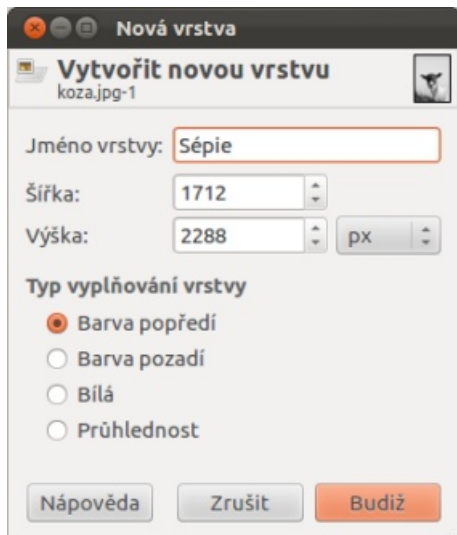 Nová vrstva
Vytvořit novou vrstvu
koza.jpg-1
Jméno vrstvy: Sépie
Šířka: 1712
Výška: 2288 px
Typ vyplňování vrstvy
Barva popředí
Barva pozadí
Bílá
Průhlednost
Nápověda Zrušit Budiž